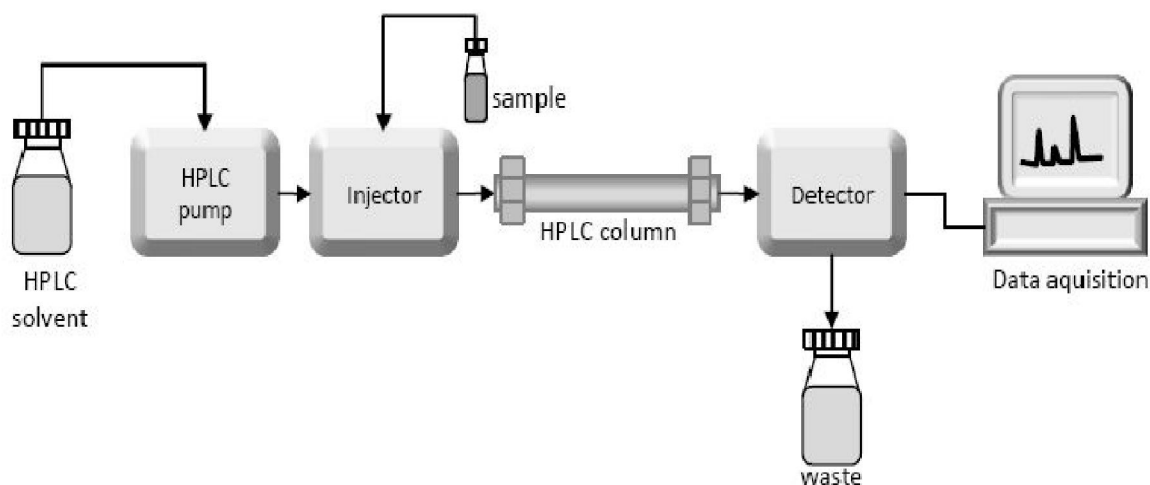 sample
HPLC
pump
Injector
Detector
HPLC column
HPLC
solvent
Data aquisition
waste